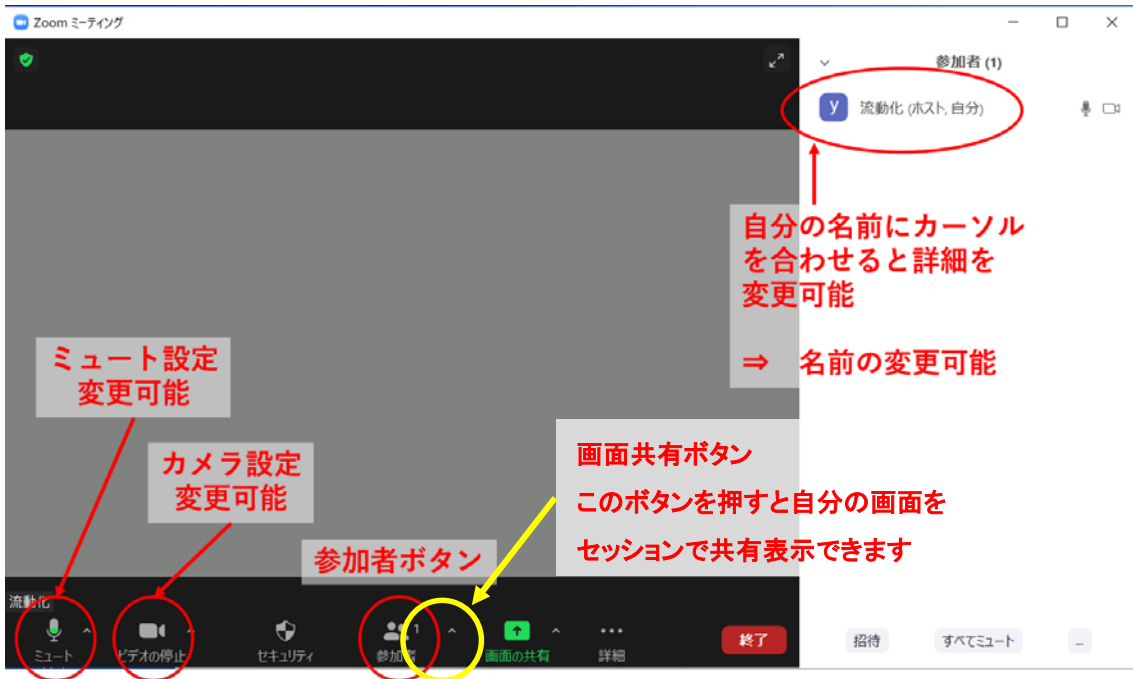 Zoom ミーティング
参加者 (1)
y
流動化 (ホスト, 自分)
自分の名前にカーソル
を合わせると詳細を
変更可能
⇒ 名前の変更可能
ミュート設定
変更可能
カメラ設定
変更可能
画面共有ボタン
このボタンを押すと自分の画面を
セッションで共有表示できます
参加者ボタン
流動化
ミュート
ビデオの停止
セキュリティ
1
参加者
画面の共有
詳細
終了
招待
すべてミュート
...